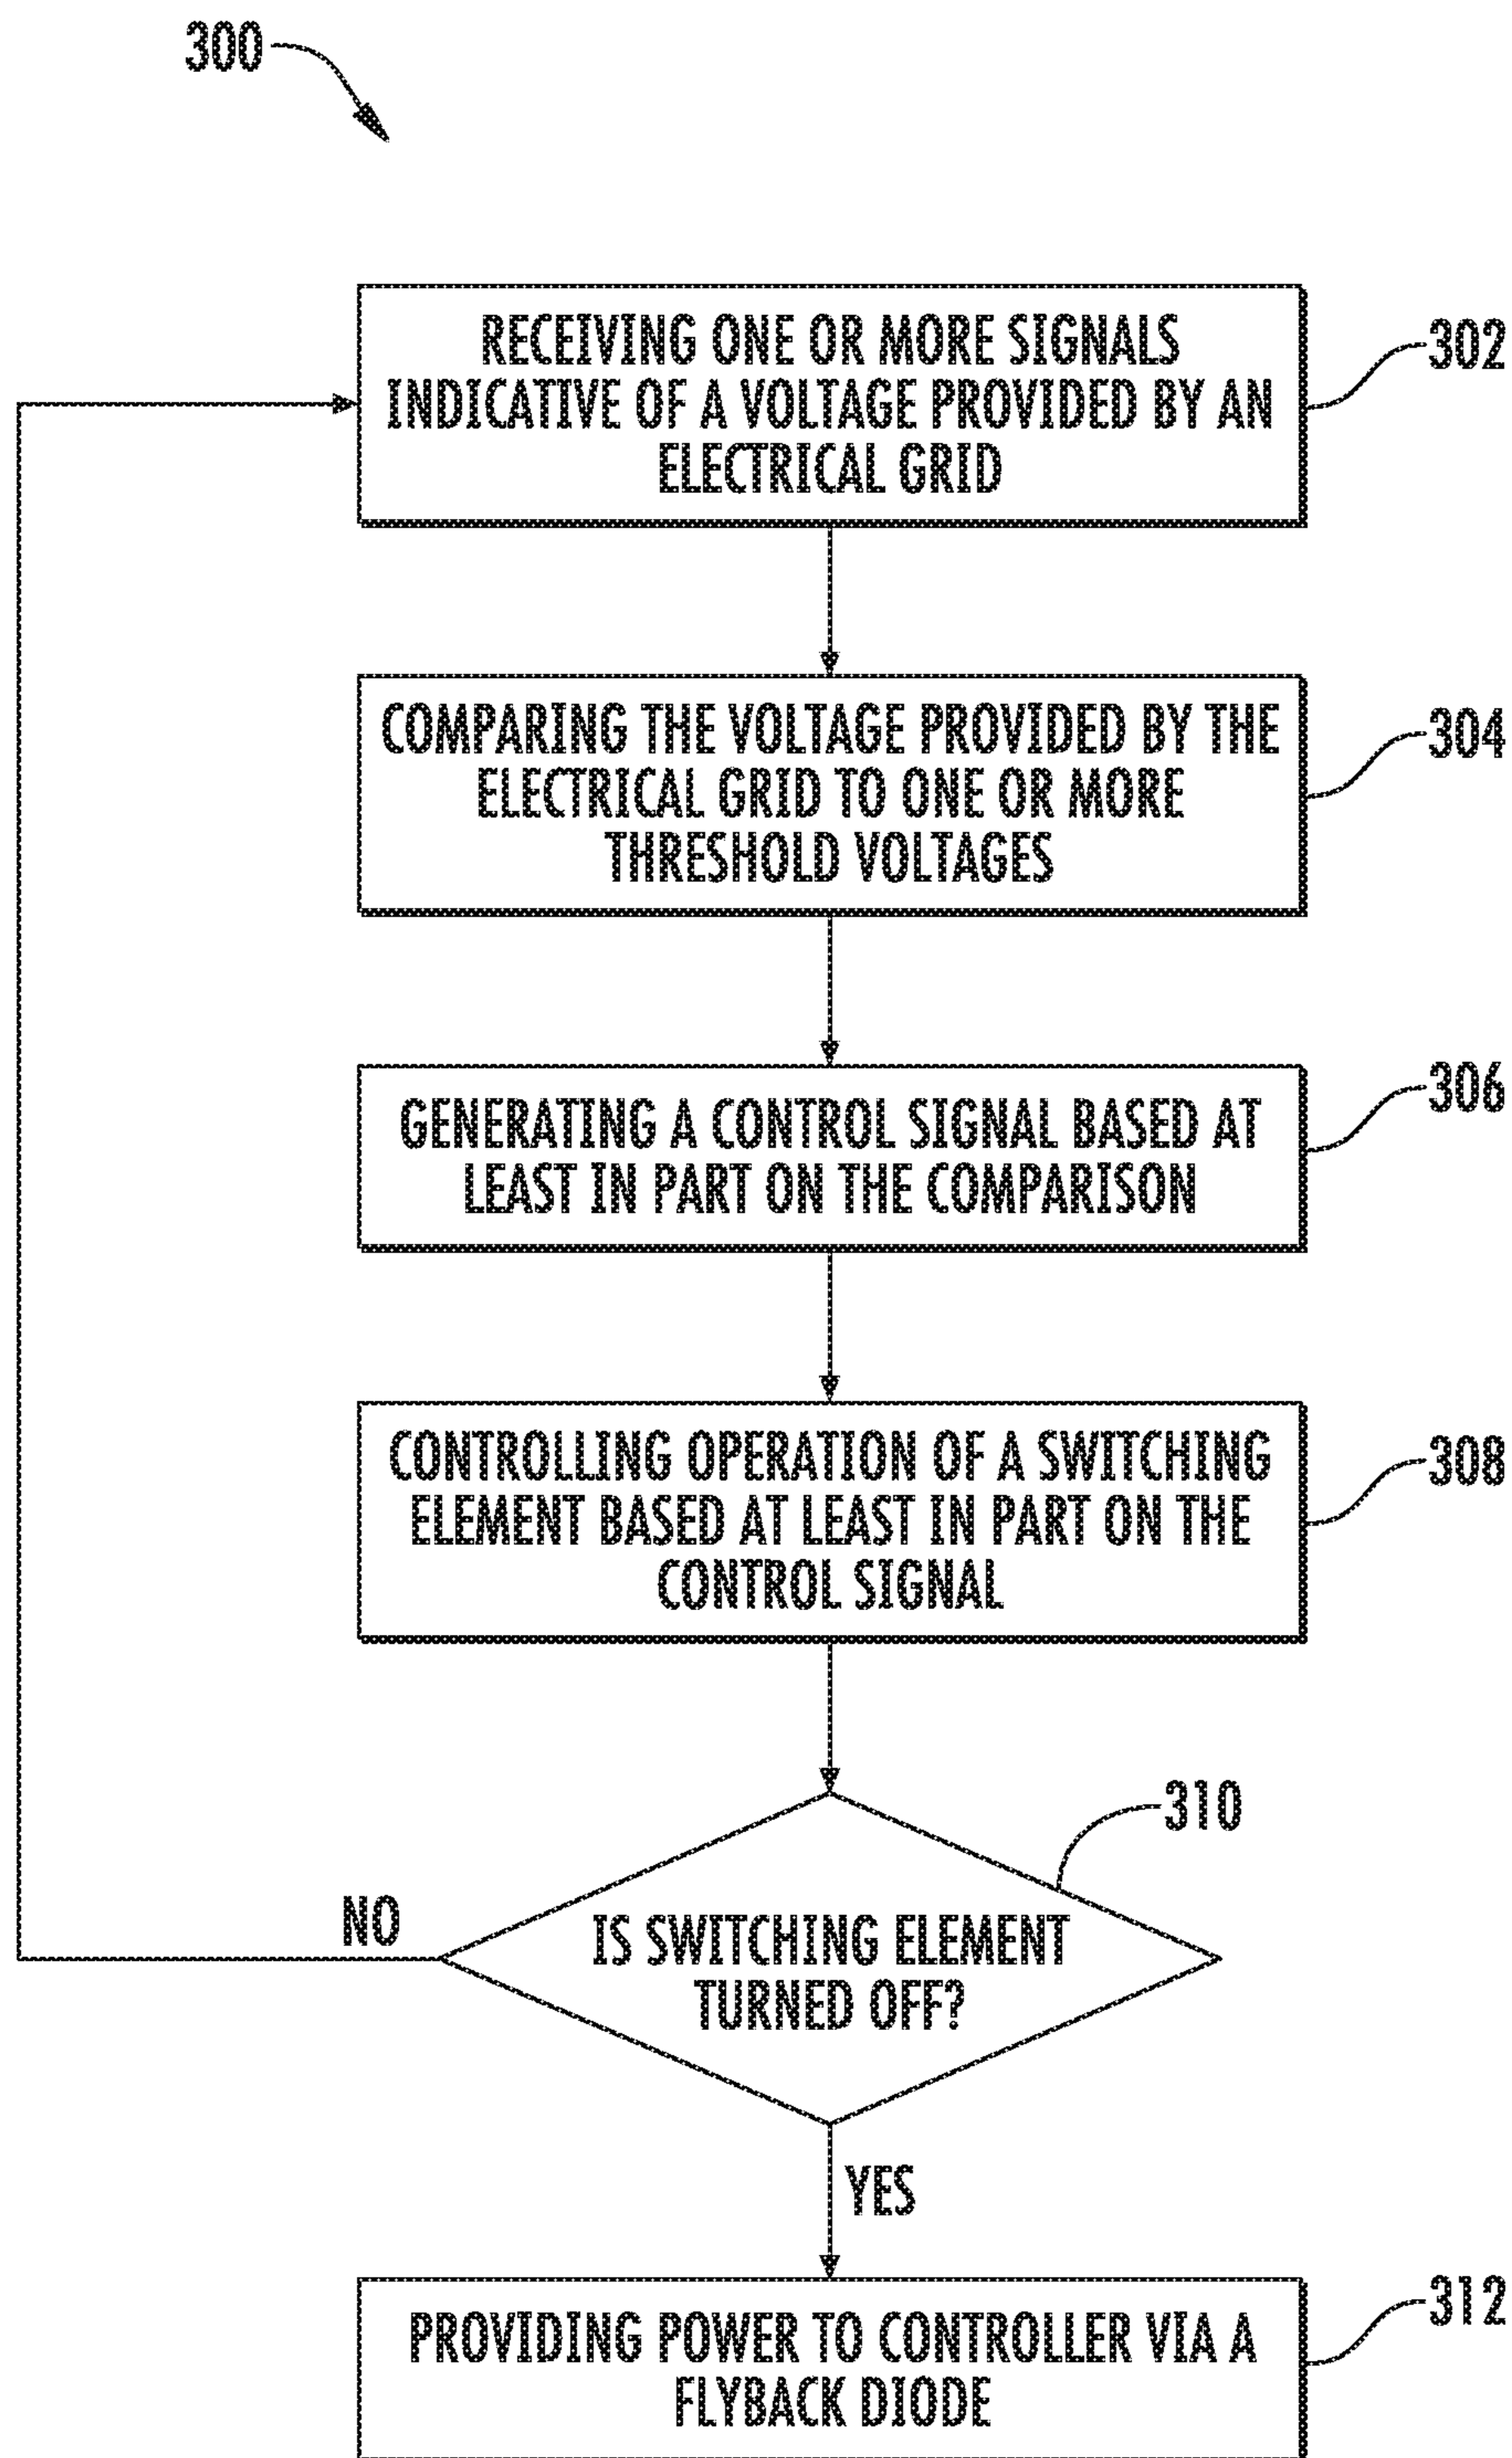 300
RECEIVING ONE OR MORE SIGNALS
INDICATIVE OF A VOLTAGE PROVIDED BY AN
ELECTRICAL GRID
302
COMPARING THE VOLTAGE PROVIDED BY THE
ELECTRICAL GRID TO ONE OR MORE
THRESHOLD VOLTAGES
304
GENERATING A CONTROL SIGNAL BASED AT
LEAST IN PART ON THE COMPARISON
306
CONTROLLING OPERATION OF A SWITCHING
ELEMENT BASED AT LEAST IN PART ON THE
CONTROL SIGNAL
308
310
IS SWITCHING ELEMENT
TURNED OFF?
NO
YES
PROVIDING POWER TO CONTROLLER VIA A
FLYBACK DIODE
312